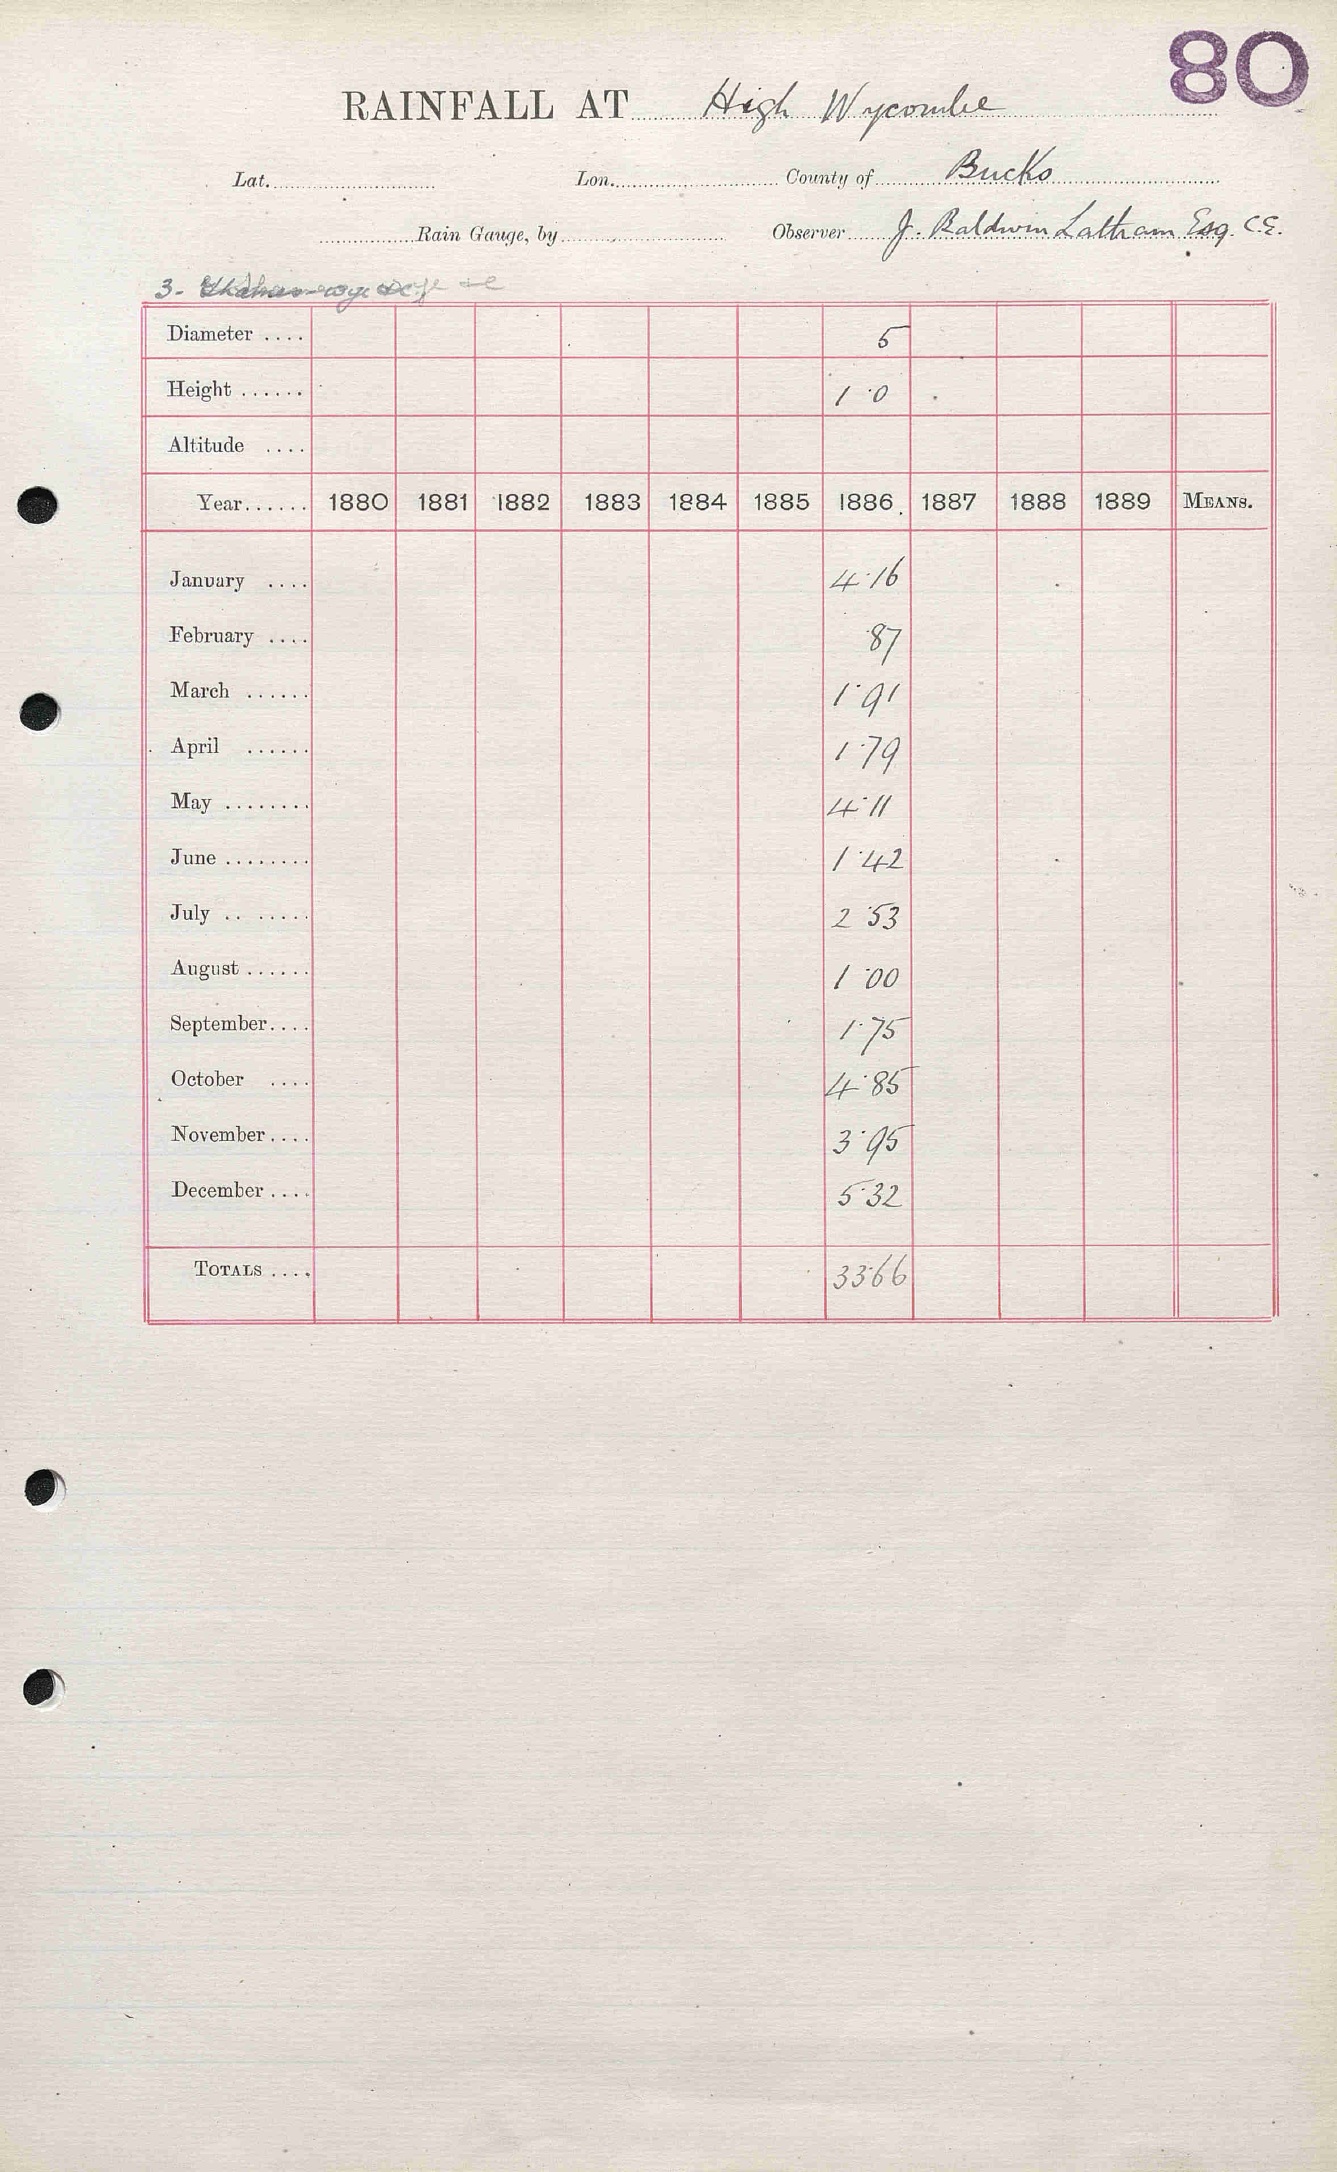 80
RAINFALL AT High Wycombe
Lat. Lon. County of Bucks
Rain Gauge, by Observer J. Baldwin Latham Esq. C.E.
3.
Diameter .... 5
Height ...... 1·0
Altitude ....
Year...... 1880 1881 1882 1883 1884 1885 1886 1887 1888 1889 MEANS.
January .... 4·16
February .... ·87
March ...... 1·91
April ...... 1·79
May ........ 4·11
June ........ 1·42
July .. ..... 2·53
August ...... 1·00
September.... 1·75
October .... 4·85
November.... 3·95
December.... 5·32
TOTALS .... 33·66